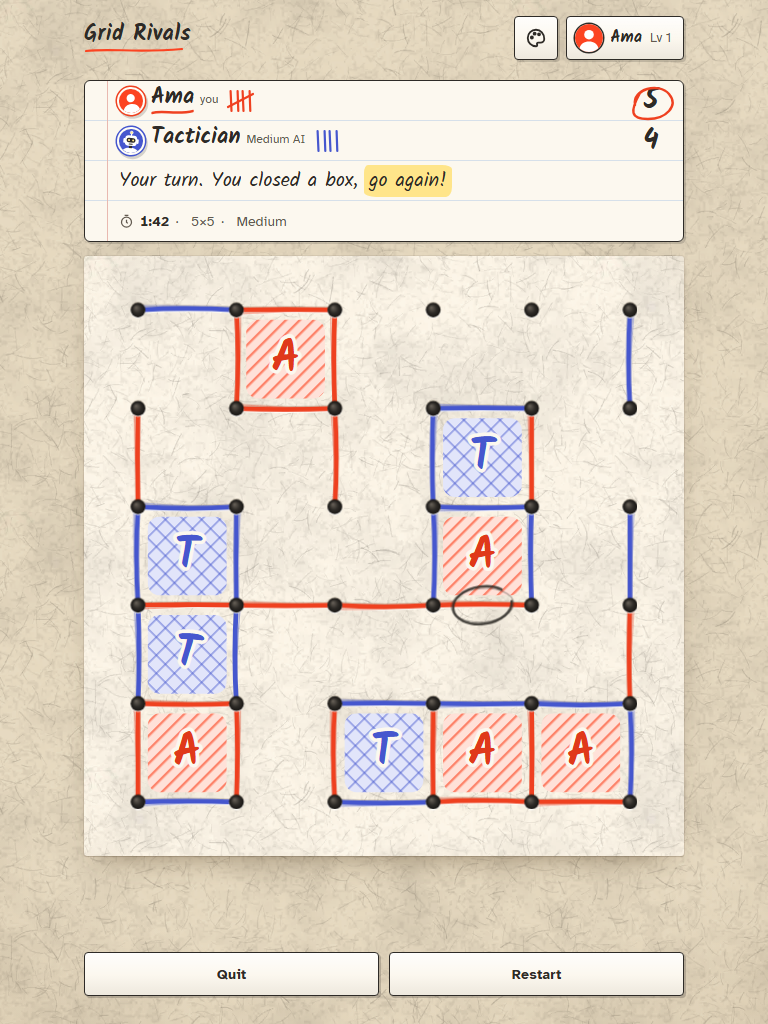 Grid Rivals
Ama Lv 1
Ama you 5
Tactician Medium AI 4
Your turn. You closed a box, go again!
1:42 · 5×5 · Medium
A
T
T A
T
A T A A
Quit Restart